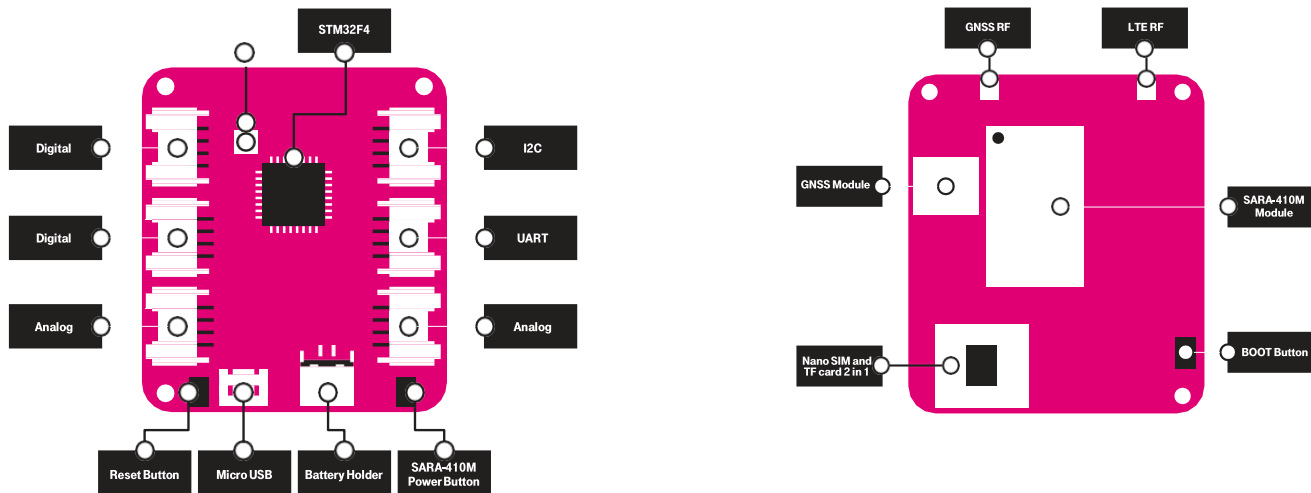 STM32F4
Digital
I2C
Digital
UART
Analog
Analog
Reset Button
Micro USB
Battery Holder
SARA-410M
Power Button
GNSS RF
LTE RF
GNSS Module
SARA-410M
Module
Nano SIM and
TF card 2 in 1
BOOT Button